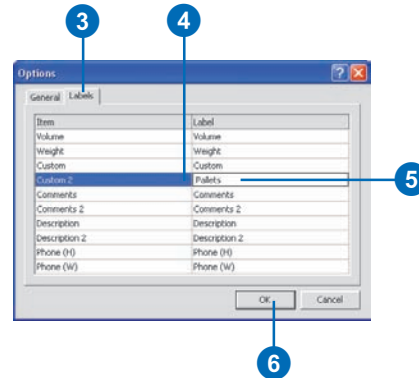 3
4
Options
General Labels
Item Label
Volume Volume
Weight Weight
Custom Custom
Custom 2 Pallets
5
Comments Comments
Comments 2 Comments 2
Description Description
Description 2 Description 2
Phone (H) Phone (H)
Phone (W) Phone (W)
OK Cancel
6